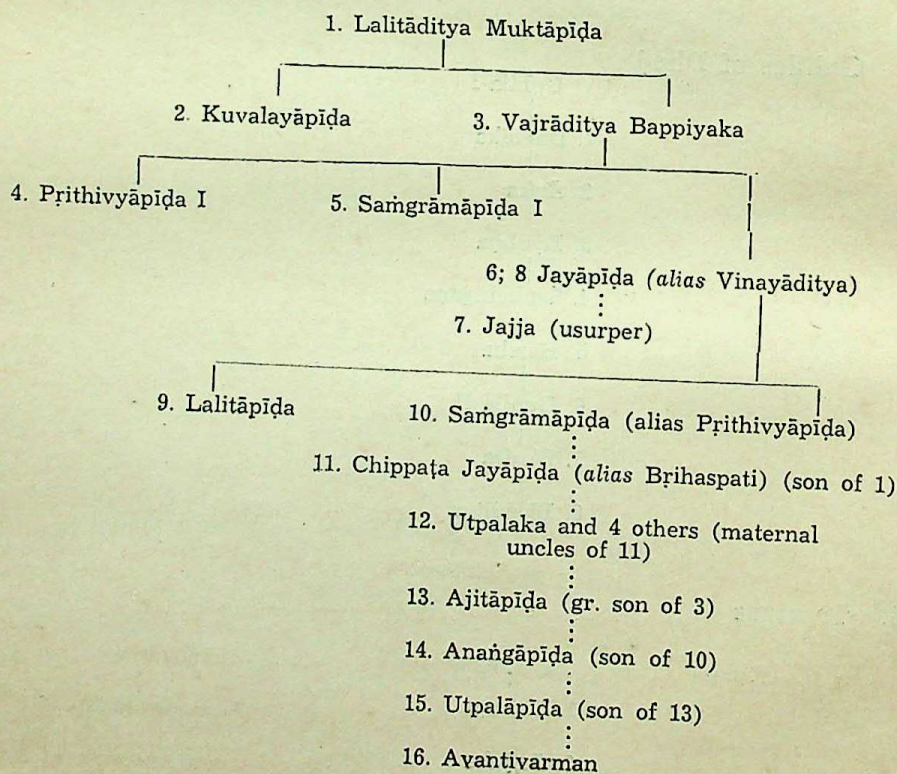 1. Lalitāditya Muktāpīḍa
2. Kuvalayāpīḍa
3. Vajrāditya Bappiyaka
4. Pṛithivyāpīḍa I
5. Saṁgrāmāpīḍa I
6; 8 Jayāpīḍa (alias Vinayāditya)
7. Jajja (usurper)
9. Lalitāpīḍa
10. Saṁgrāmāpīḍa (alias Pṛithivyāpīḍa)
11. Chippaṭa Jayāpīḍa (alias Bṛihaspati) (son of 1)
12. Utpalaka and 4 others (maternal
uncles of 11)
13. Ajitāpīḍa (gr. son of 3)
14. Anaṅgāpīḍa (son of 10)
15. Utpalāpīḍa (son of 13)
16. Avantivarman